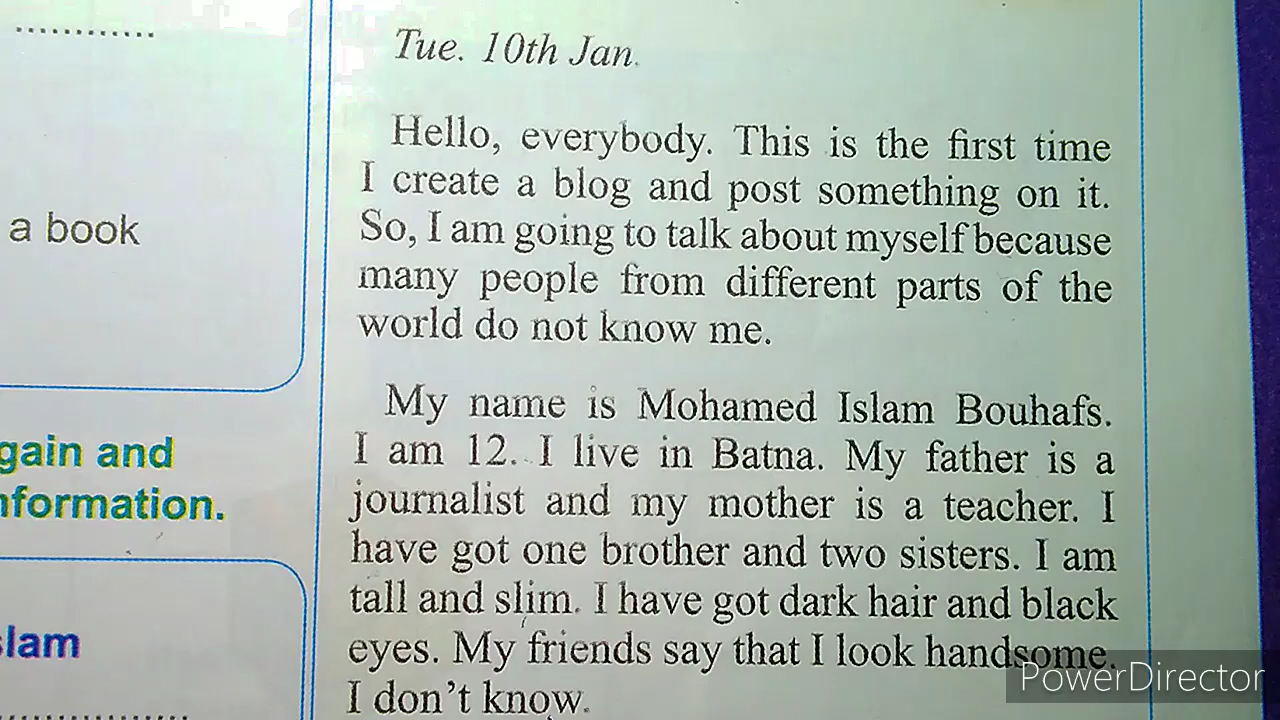 Tue. 10th Jan.
Hello, everybody. This is the first time
I create a blog and post something on it.
So, I am going to talk about myself because
many people from different parts of the
world do not know me.
My name is Mohamed Islam Bouhafs.
I am 12. I live in Batna. My father is a
journalist and my mother is a teacher. I
have got one brother and two sisters. I am
tall and slim. I have got dark hair and black
eyes. My friends say that I look handsome.
I don't know.
a book
gain and
nformation.
slam
PowerDirector